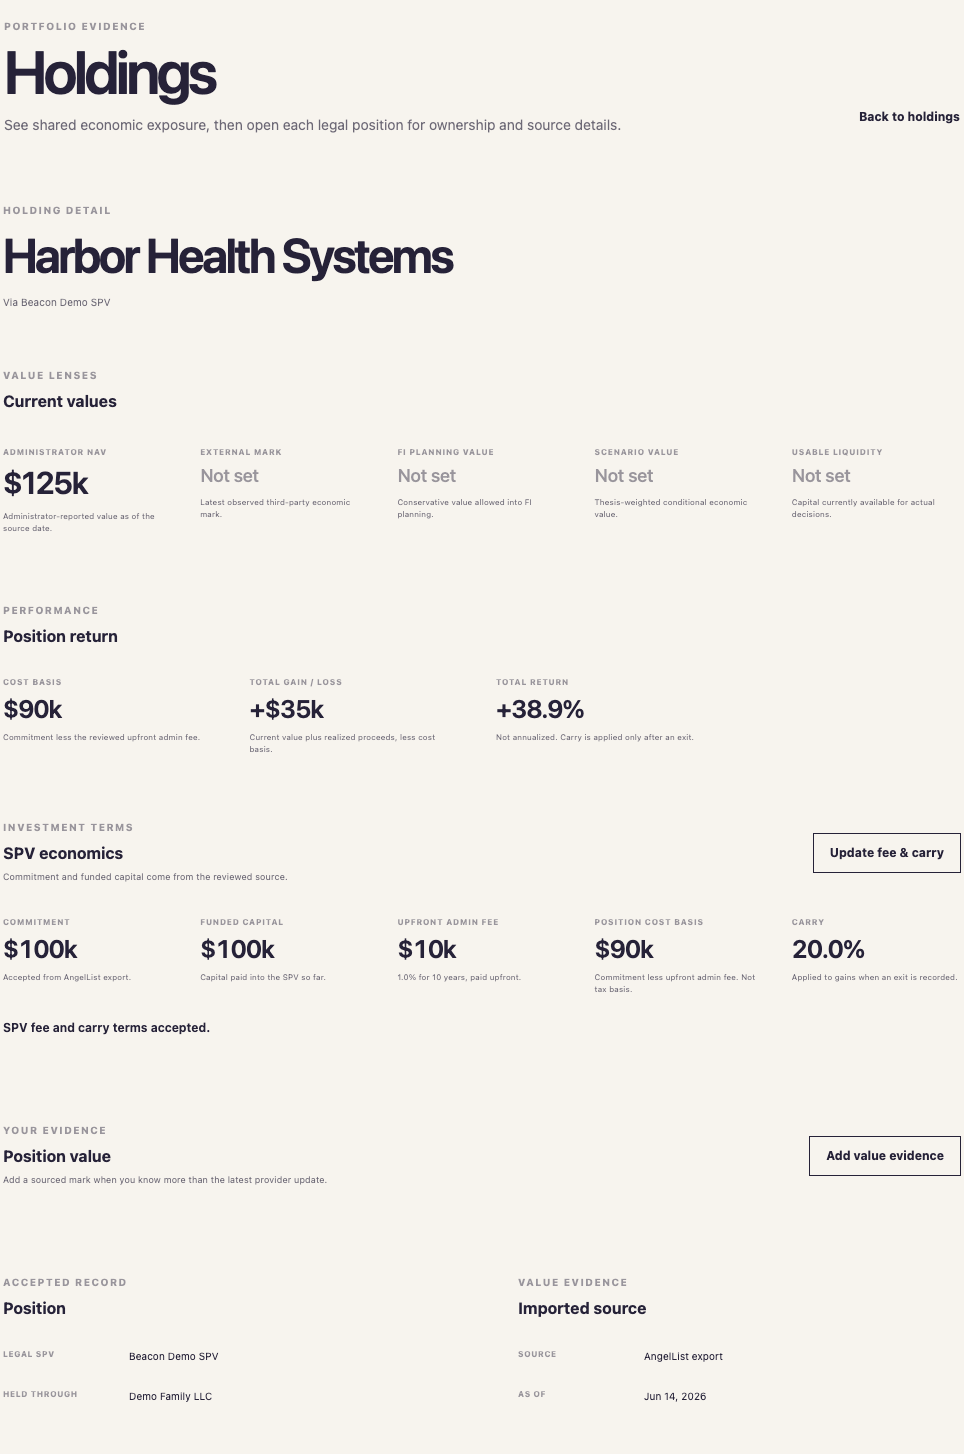 PORTFOLIO EVIDENCE
Holdings
See shared economic exposure, then open each legal position for ownership and source details.
Back to holdings
HOLDING DETAIL
Harbor Health Systems
Via Beacon Demo SPV
VALUE LENSES
Current values
ADMINISTRATOR NAV
$125k
Administrator-reported value as of the
source date.
EXTERNAL MARK
Not set
Latest observed third-party economic
mark.
FI PLANNING VALUE
Not set
Conservative value allowed into FI
planning.
SCENARIO VALUE
Not set
Thesis-weighted conditional economic
value.
USABLE LIQUIDITY
Not set
Capital currently available for actual
decisions.
PERFORMANCE
Position return
COST BASIS
$90k
Commitment less the reviewed upfront admin fee.
TOTAL GAIN / LOSS
+$35k
Current value plus realized proceeds, less cost
basis.
TOTAL RETURN
+38.9%
Not annualized. Carry is applied only after an exit.
INVESTMENT TERMS
SPV economics
Commitment and funded capital come from the reviewed source.
Update fee & carry
COMMITMENT
$100k
Accepted from AngelList export.
FUNDED CAPITAL
$100k
Capital paid into the SPV so far.
UPFRONT ADMIN FEE
$10k
1.0% for 10 years, paid upfront.
POSITION COST BASIS
$90k
Commitment less upfront admin fee. Not
tax basis.
CARRY
20.0%
Applied to gains when an exit is recorded.
SPV fee and carry terms accepted.
YOUR EVIDENCE
Position value
Add a sourced mark when you know more than the latest provider update.
Add value evidence
ACCEPTED RECORD
Position
LEGAL SPV
Beacon Demo SPV
HELD THROUGH
Demo Family LLC
VALUE EVIDENCE
Imported source
SOURCE
AngelList export
AS OF
Jun 14, 2026